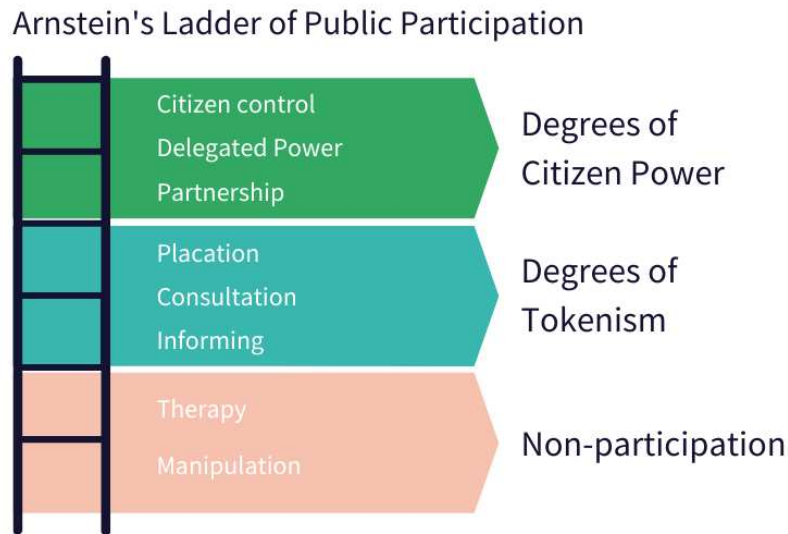 Arnstein's Ladder of Public Participation
Citizen control
Delegated Power
Partnership
Degrees of
Citizen Power
Placation
Consultation
Informing
Degrees of
Tokenism
Therapy
Manipulation
Non-participation